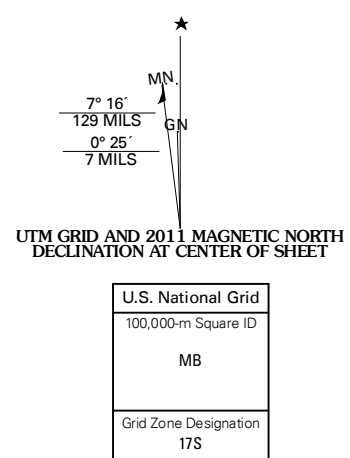 ★
M.N.
7° 16´
129 MILS
GN
0° 25´
7 MILS
UTM GRID AND 2011 MAGNETIC NORTH
DECLINATION AT CENTER OF SHEET
U.S. National Grid
100,000-m Square ID
MB
Grid Zone Designation
17S